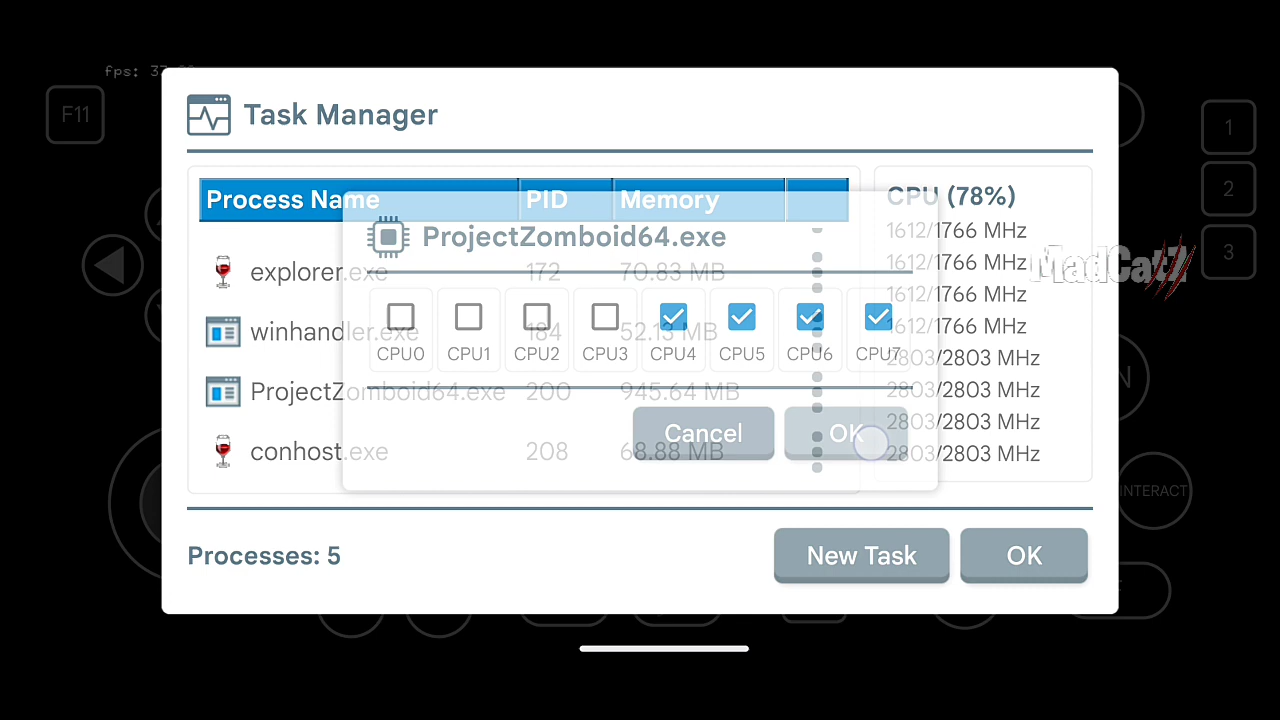 fps: 3
F11
Task Manager
Process Name PID Memory
CPU (78%)
ProjectZomboid64.exe
explorer.exe 172 70.83 MB
winhandler.exe 184 52.13 MB
ProjectZomboid64.exe 200 945.64 MB
conhost.exe 208 68.88 MB
CPU0 CPU1 CPU2 CPU3 CPU4 CPU5 CPU6 CPU7
Cancel OK
1612/1766 MHz
1612/1766 MHz
1612/1766 MHz
1612/1766 MHz
2803/2803 MHz
2803/2803 MHz
2803/2803 MHz
2803/2803 MHz
Processes: 5
New Task OK
1
2
3
MadCatZ
N
INTERACT